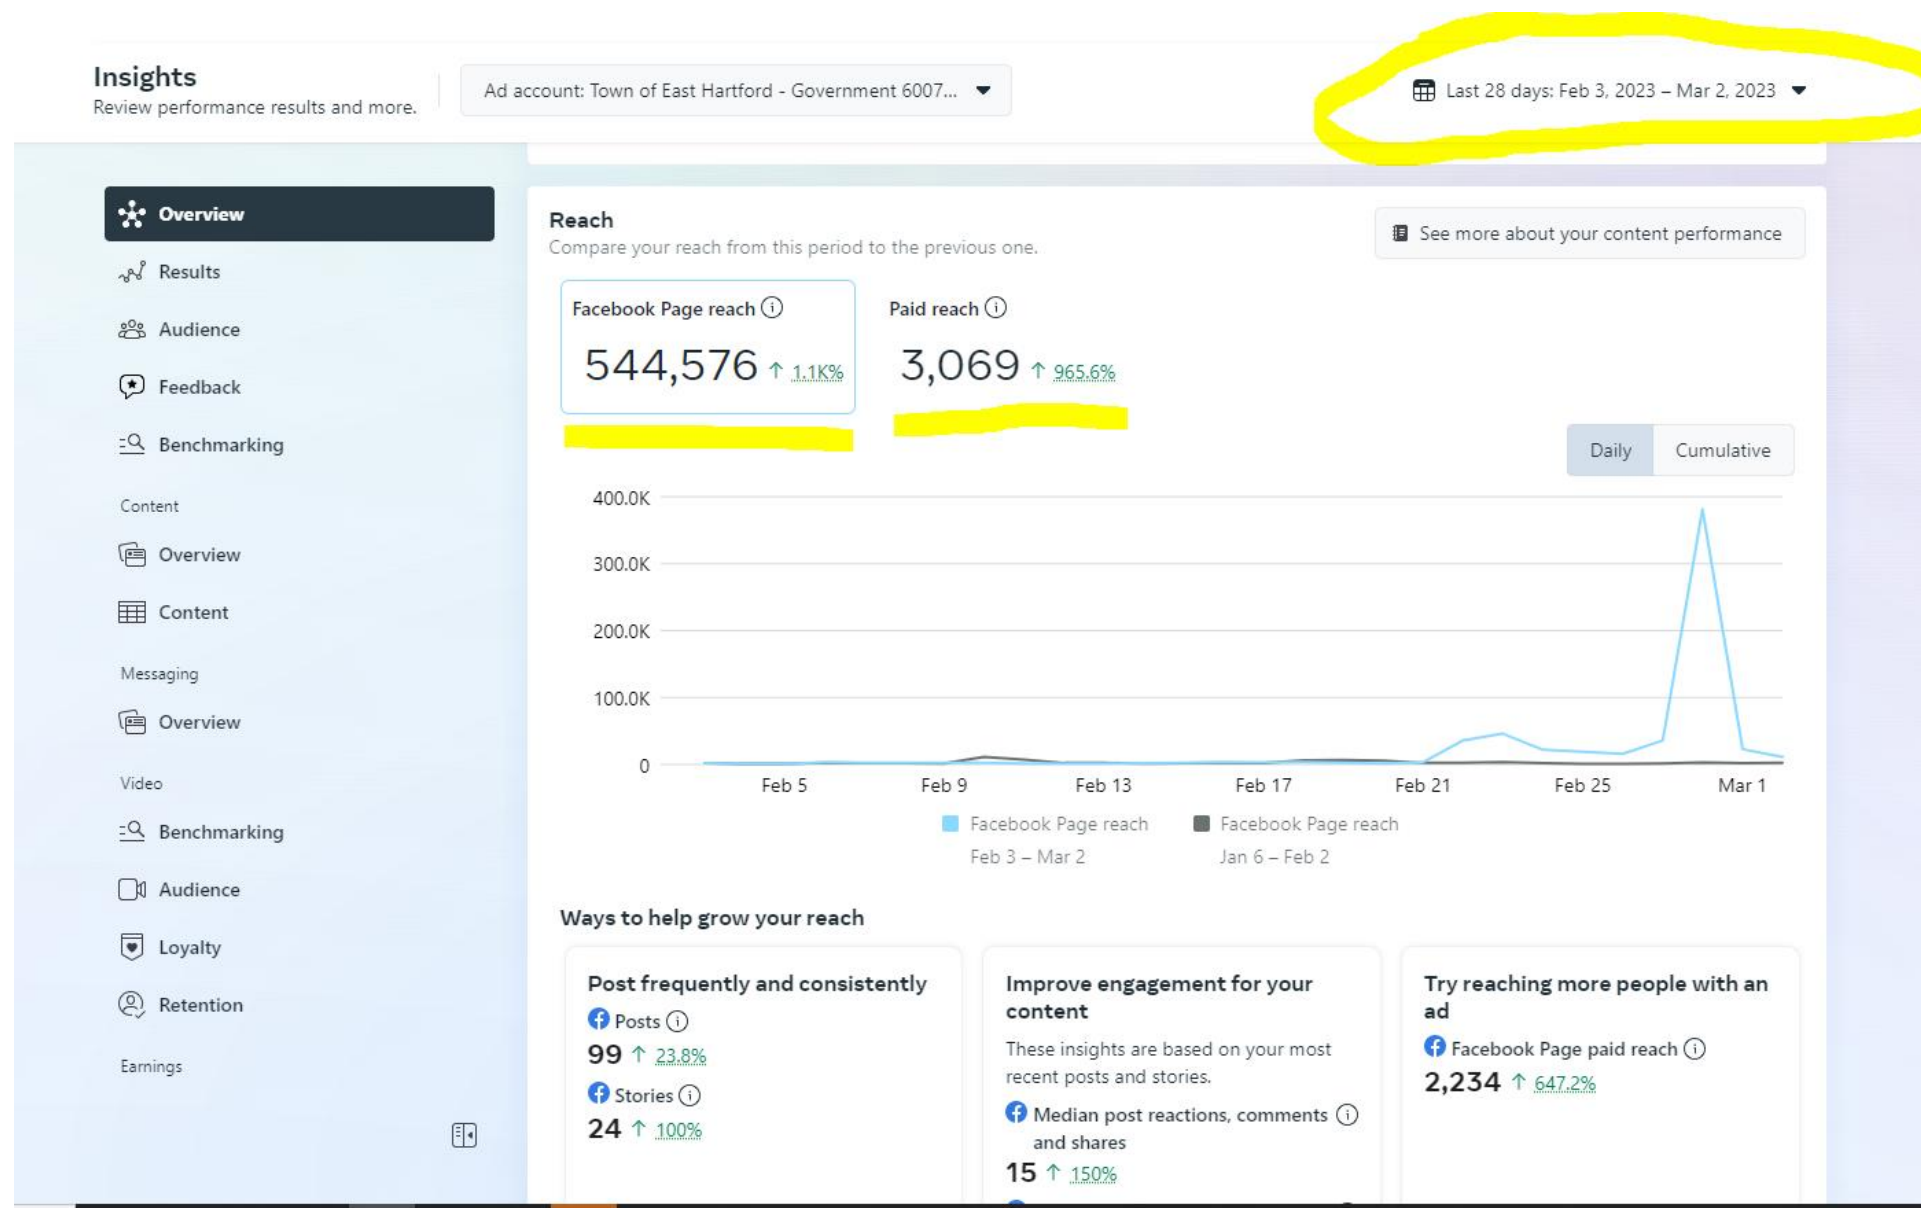 Insights
Review performance results and more.
Ad account: Town of East Hartford - Government 6007...
Last 28 days: Feb 3, 2023 – Mar 2, 2023
Overview
Results
Audience
Feedback
Benchmarking
Content
Overview
Content
Messaging
Overview
Video
Benchmarking
Audience
Loyalty
Retention
Earnings
Reach
Compare your reach from this period to the previous one.
See more about your content performance
Facebook Page reach
544,576 ↑ 1.1K%
Paid reach
3,069 ↑ 965.6%
Daily
Cumulative
400.0K
300.0K
200.0K
100.0K
0
Feb 5 Feb 9 Feb 13 Feb 17 Feb 21 Feb 25 Mar 1
Facebook Page reach
Feb 3 – Mar 2
Facebook Page reach
Jan 6 – Feb 2
Ways to help grow your reach
Post frequently and consistently
Posts
99 ↑ 23.8%
Stories
24 ↑ 100%
Improve engagement for your
content
These insights are based on your most
recent posts and stories.
Median post reactions, comments
and shares
15 ↑ 150%
Try reaching more people with an
ad
Facebook Page paid reach
2,234 ↑ 647.2%